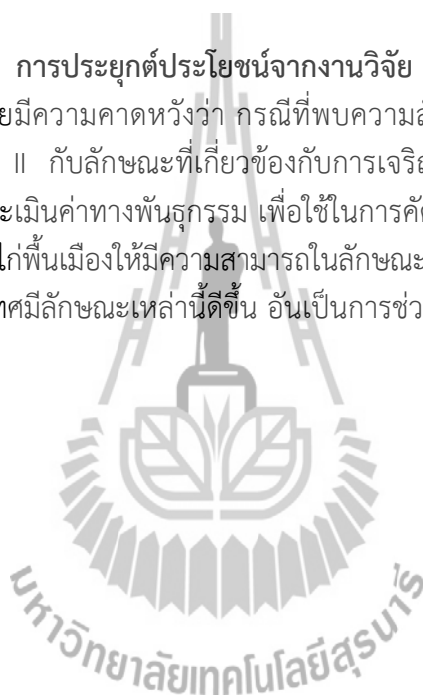 การประยุกต์ประโยชน์จากงานวิจัย
ยมีความคาดหวังว่า กรณีที่พบความสั
II กับลักษณะที่เกี่ยวข้องกับการเจริญ
ะเมินค่าทางพันธุกรรม เพื่อใช้ในการคัด
ไก่พื้นเมืองให้มีความสามารถในลักษณะ
ทศมีลักษณะเหล่านี้ดีขึ้น อันเป็นการช่วย
มหาวิทยาลัยเทคโนโลยีสุรนารี